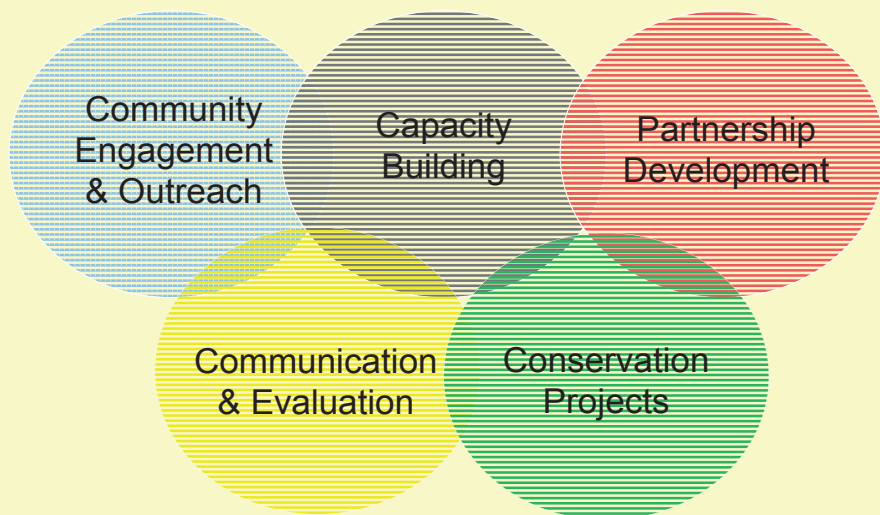 Community
Engagement
& Outreach
Capacity
Building
Partnership
Development
Communication
& Evaluation
Conservation
Projects